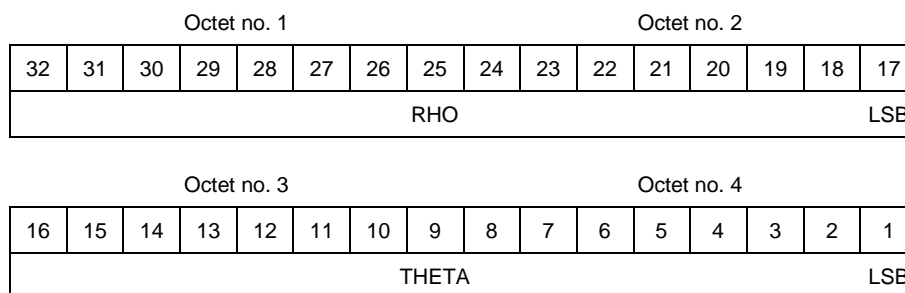 Octet no. 1 Octet no. 2
32 31 30 29 28 27 26 25 24 23 22 21 20 19 18 17
RHO LSB
Octet no. 3 Octet no. 4
16 15 14 13 12 11 10 9 8 7 6 5 4 3 2 1
THETA LSB